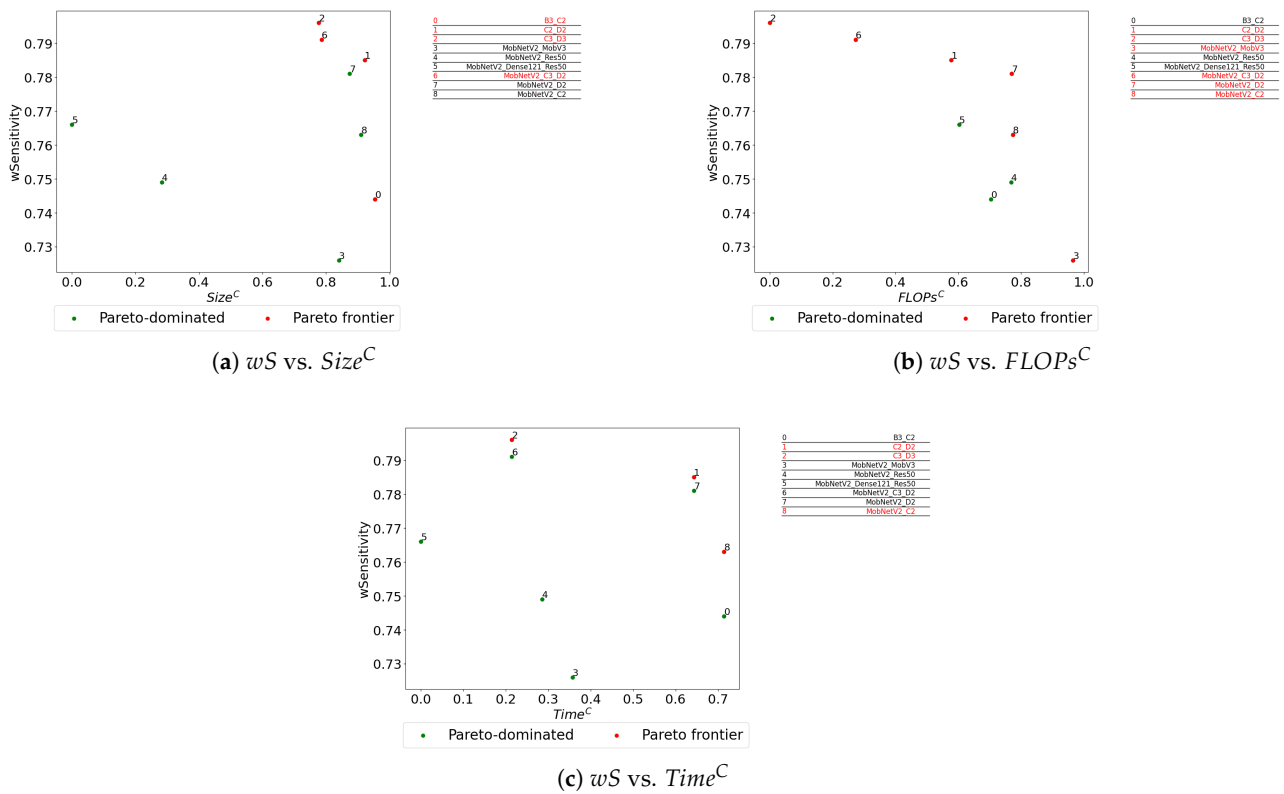 0.79
0.78
0.77
0.76
0.75
0.74
0.73
wSensitivity
2
6
1
7
5
8
4
0
3
0.0 0.2 0.4 0.6 0.8 1.0
Size^C
Pareto-dominated Pareto frontier
0 B3_C2
1 C2_D2
2 C3_D3
3 MobNetV2_MobV3
4 MobNetV2_Res50
5 MobNetV2_Dense121_Res50
6 MobNetV2_C3_D2
7 MobNetV2_D2
8 MobNetV2_C2
(a) wS vs. Size^C
0.79
0.78
0.77
0.76
0.75
0.74
0.73
wSensitivity
2
6
1
7
5
8
4
0
3
0.0 0.2 0.4 0.6 0.8 1.0
FLOPs^C
Pareto-dominated Pareto frontier
0 B3_C2
1 C2_D2
2 C3_D3
3 MobNetV2_MobV3
4 MobNetV2_Res50
5 MobNetV2_Dense121_Res50
6 MobNetV2_C3_D2
7 MobNetV2_D2
8 MobNetV2_C2
(b) wS vs. FLOPs^C
0.79
0.78
0.77
0.76
0.75
0.74
0.73
wSensitivity
2
6
1
7
5
8
4
0
3
0.0 0.1 0.2 0.3 0.4 0.5 0.6 0.7
Time^C
Pareto-dominated Pareto frontier
0 B3_C2
1 C2_D2
2 C3_D3
3 MobNetV2_MobV3
4 MobNetV2_Res50
5 MobNetV2_Dense121_Res50
6 MobNetV2_C3_D2
7 MobNetV2_D2
8 MobNetV2_C2
(c) wS vs. Time^C